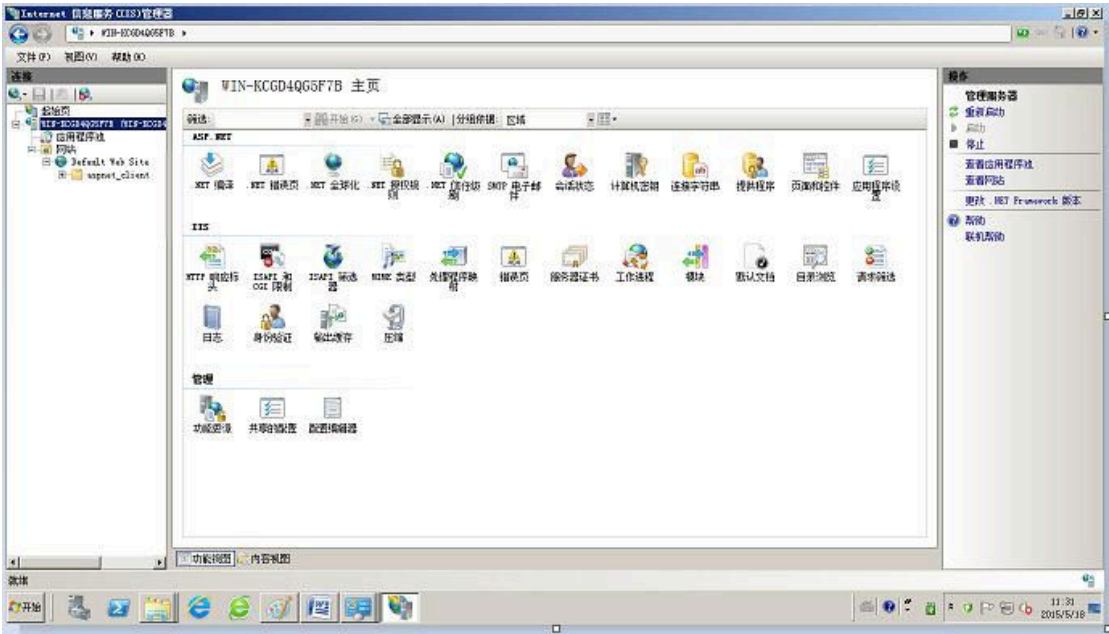 Internet 信息服务(IIS)管理器
WIN-KCGD4QG5F7B
文件(F) 视图(V) 帮助(H)
连接
起始页
WIN-KCGD4QG5F7B (WIN-KCGD4
应用程序池
网站
Default Web Site
aspnet_client
WIN-KCGD4QG5F7B 主页
筛选: 开始(G) 全部显示(A) 分组依据: 区域
ASP.NET
.NET 编译
.NET 错误页
.NET 全球化
.NET 授权规则
.NET 信任级别
SMTP 电子邮件
会话状态
计算机密钥
连接字符串
提供程序
页面和控件
应用程序设置
IIS
HTTP 响应标头
ISAPI 和 CGI 限制
ISAPI 筛选器
MIME 类型
处理程序映射
错误页
服务器证书
工作进程
模块
默认文档
目录浏览
请求筛选
日志
身份验证
输出缓存
压缩
管理
功能委派
共享的配置
配置编辑器
功能视图 内容视图
操作
管理服务器
重新启动
启动
停止
查看应用程序池
查看网站
更改 .NET Framework 版本
帮助
联机帮助
就绪
开始
11:31
2015/5/18